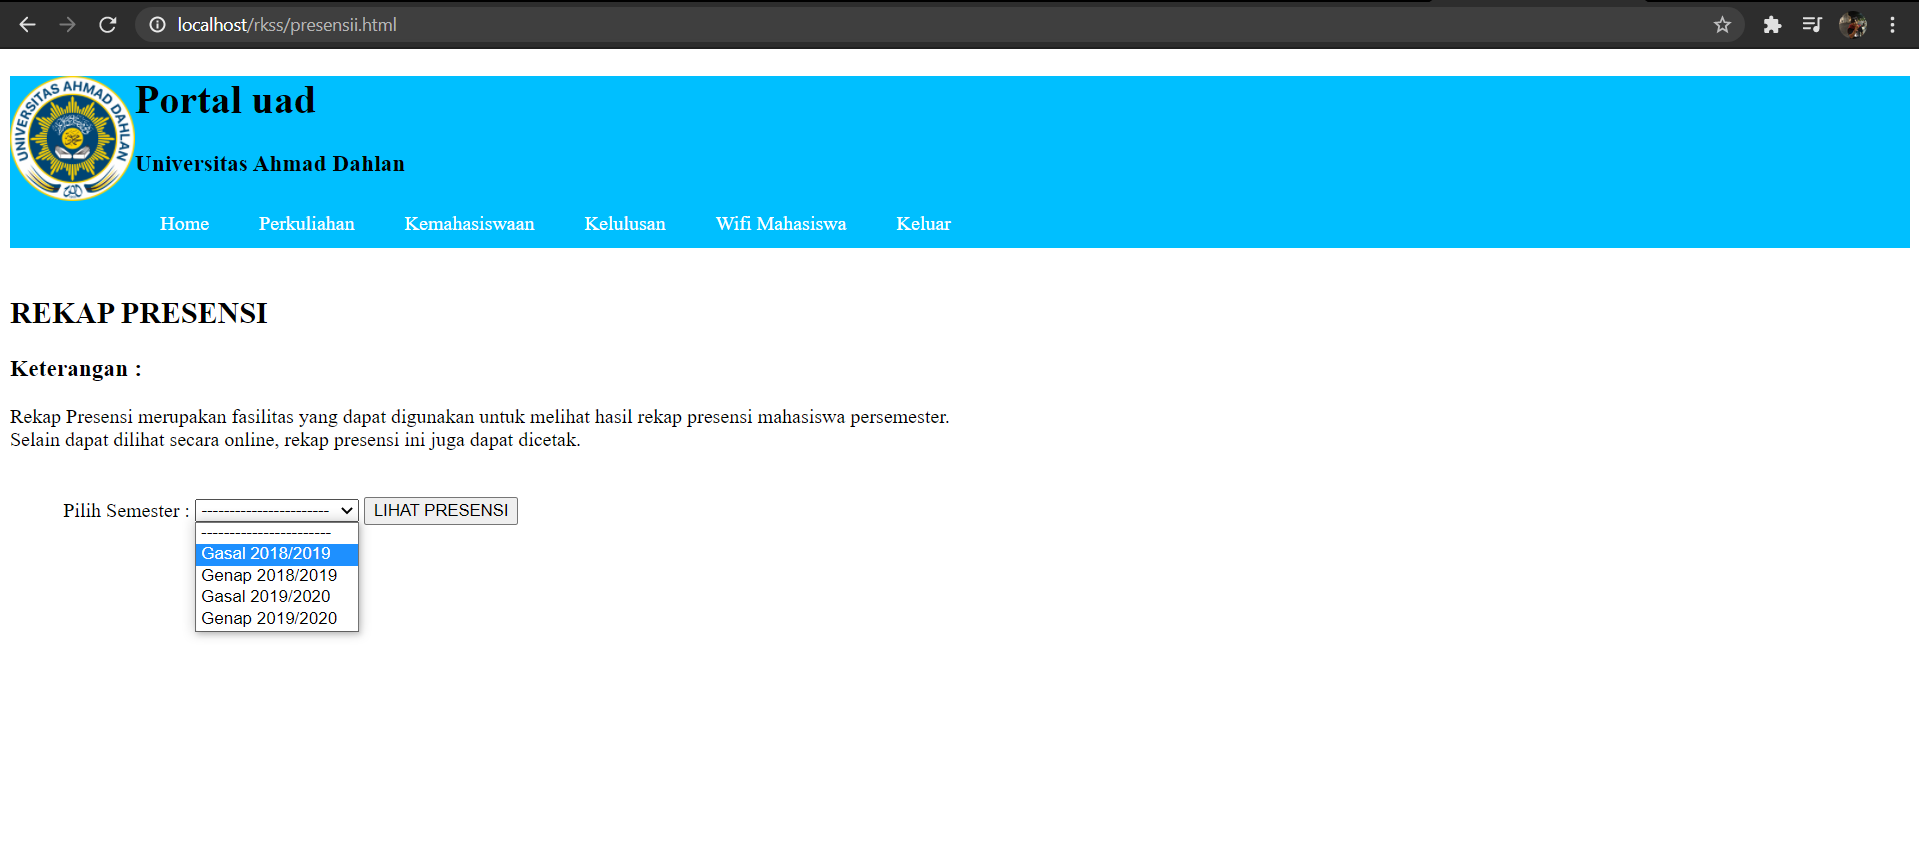 localhost/rkss/presensii.html
UNIVERSITAS AHMAD DAHLAN
Portal uad
Universitas Ahmad Dahlan
Home Perkuliahan Kemahasiswaan Kelulusan Wifi Mahasiswa Keluar
REKAP PRESENSI
Keterangan :
Rekap Presensi merupakan fasilitas yang dapat digunakan untuk melihat hasil rekap presensi mahasiswa persemester.
Selain dapat dilihat secara online, rekap presensi ini juga dapat dicetak.
Pilih Semester : ----------------------- LIHAT PRESENSI
-----------------------
Gasal 2018/2019
Genap 2018/2019
Gasal 2019/2020
Genap 2019/2020